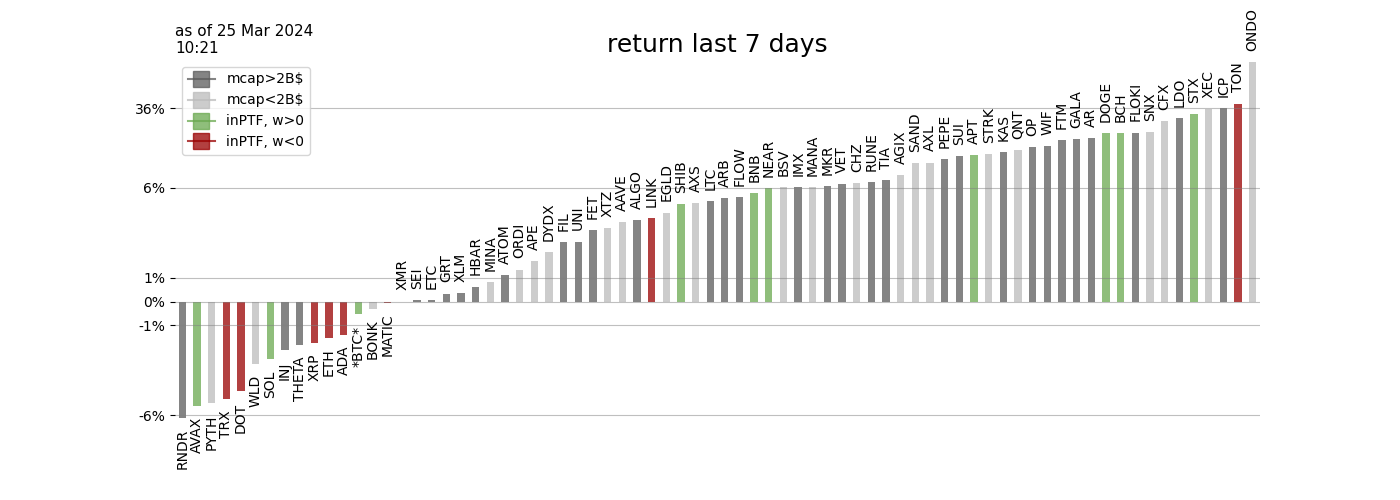 as of 25 Mar 2024
10:21
return last 7 days
mcap>2B$
mcap<2B$
inPTF, w>0
inPTF, w<0
36%
6%
1%
0%
-1%
-6%
RNDR
AVAX
PYTH
TRX
DOT
WLD
SOL
INJ
THETA
XRP
ETH
ADA
*BTC*
BONK
MATIC
XMR
SEI
ETC
GRT
XLM
HBAR
MINA
ATOM
ORDI
APE
DYDX
FIL
UNI
FET
XTZ
AAVE
ALGO
LINK
EGLD
SHIB
AXS
LTC
ARB
FLOW
BNB
NEAR
BSV
IMX
MANA
MKR
VET
CHZ
RUNE
TIA
AGIX
SAND
AXL
PEPE
SUI
APT
STRK
KAS
QNT
OP
WIF
FTM
GALA
AR
DOGE
BCH
FLOKI
SNX
CFX
LDO
STX
XEC
ICP
TON
ONDO